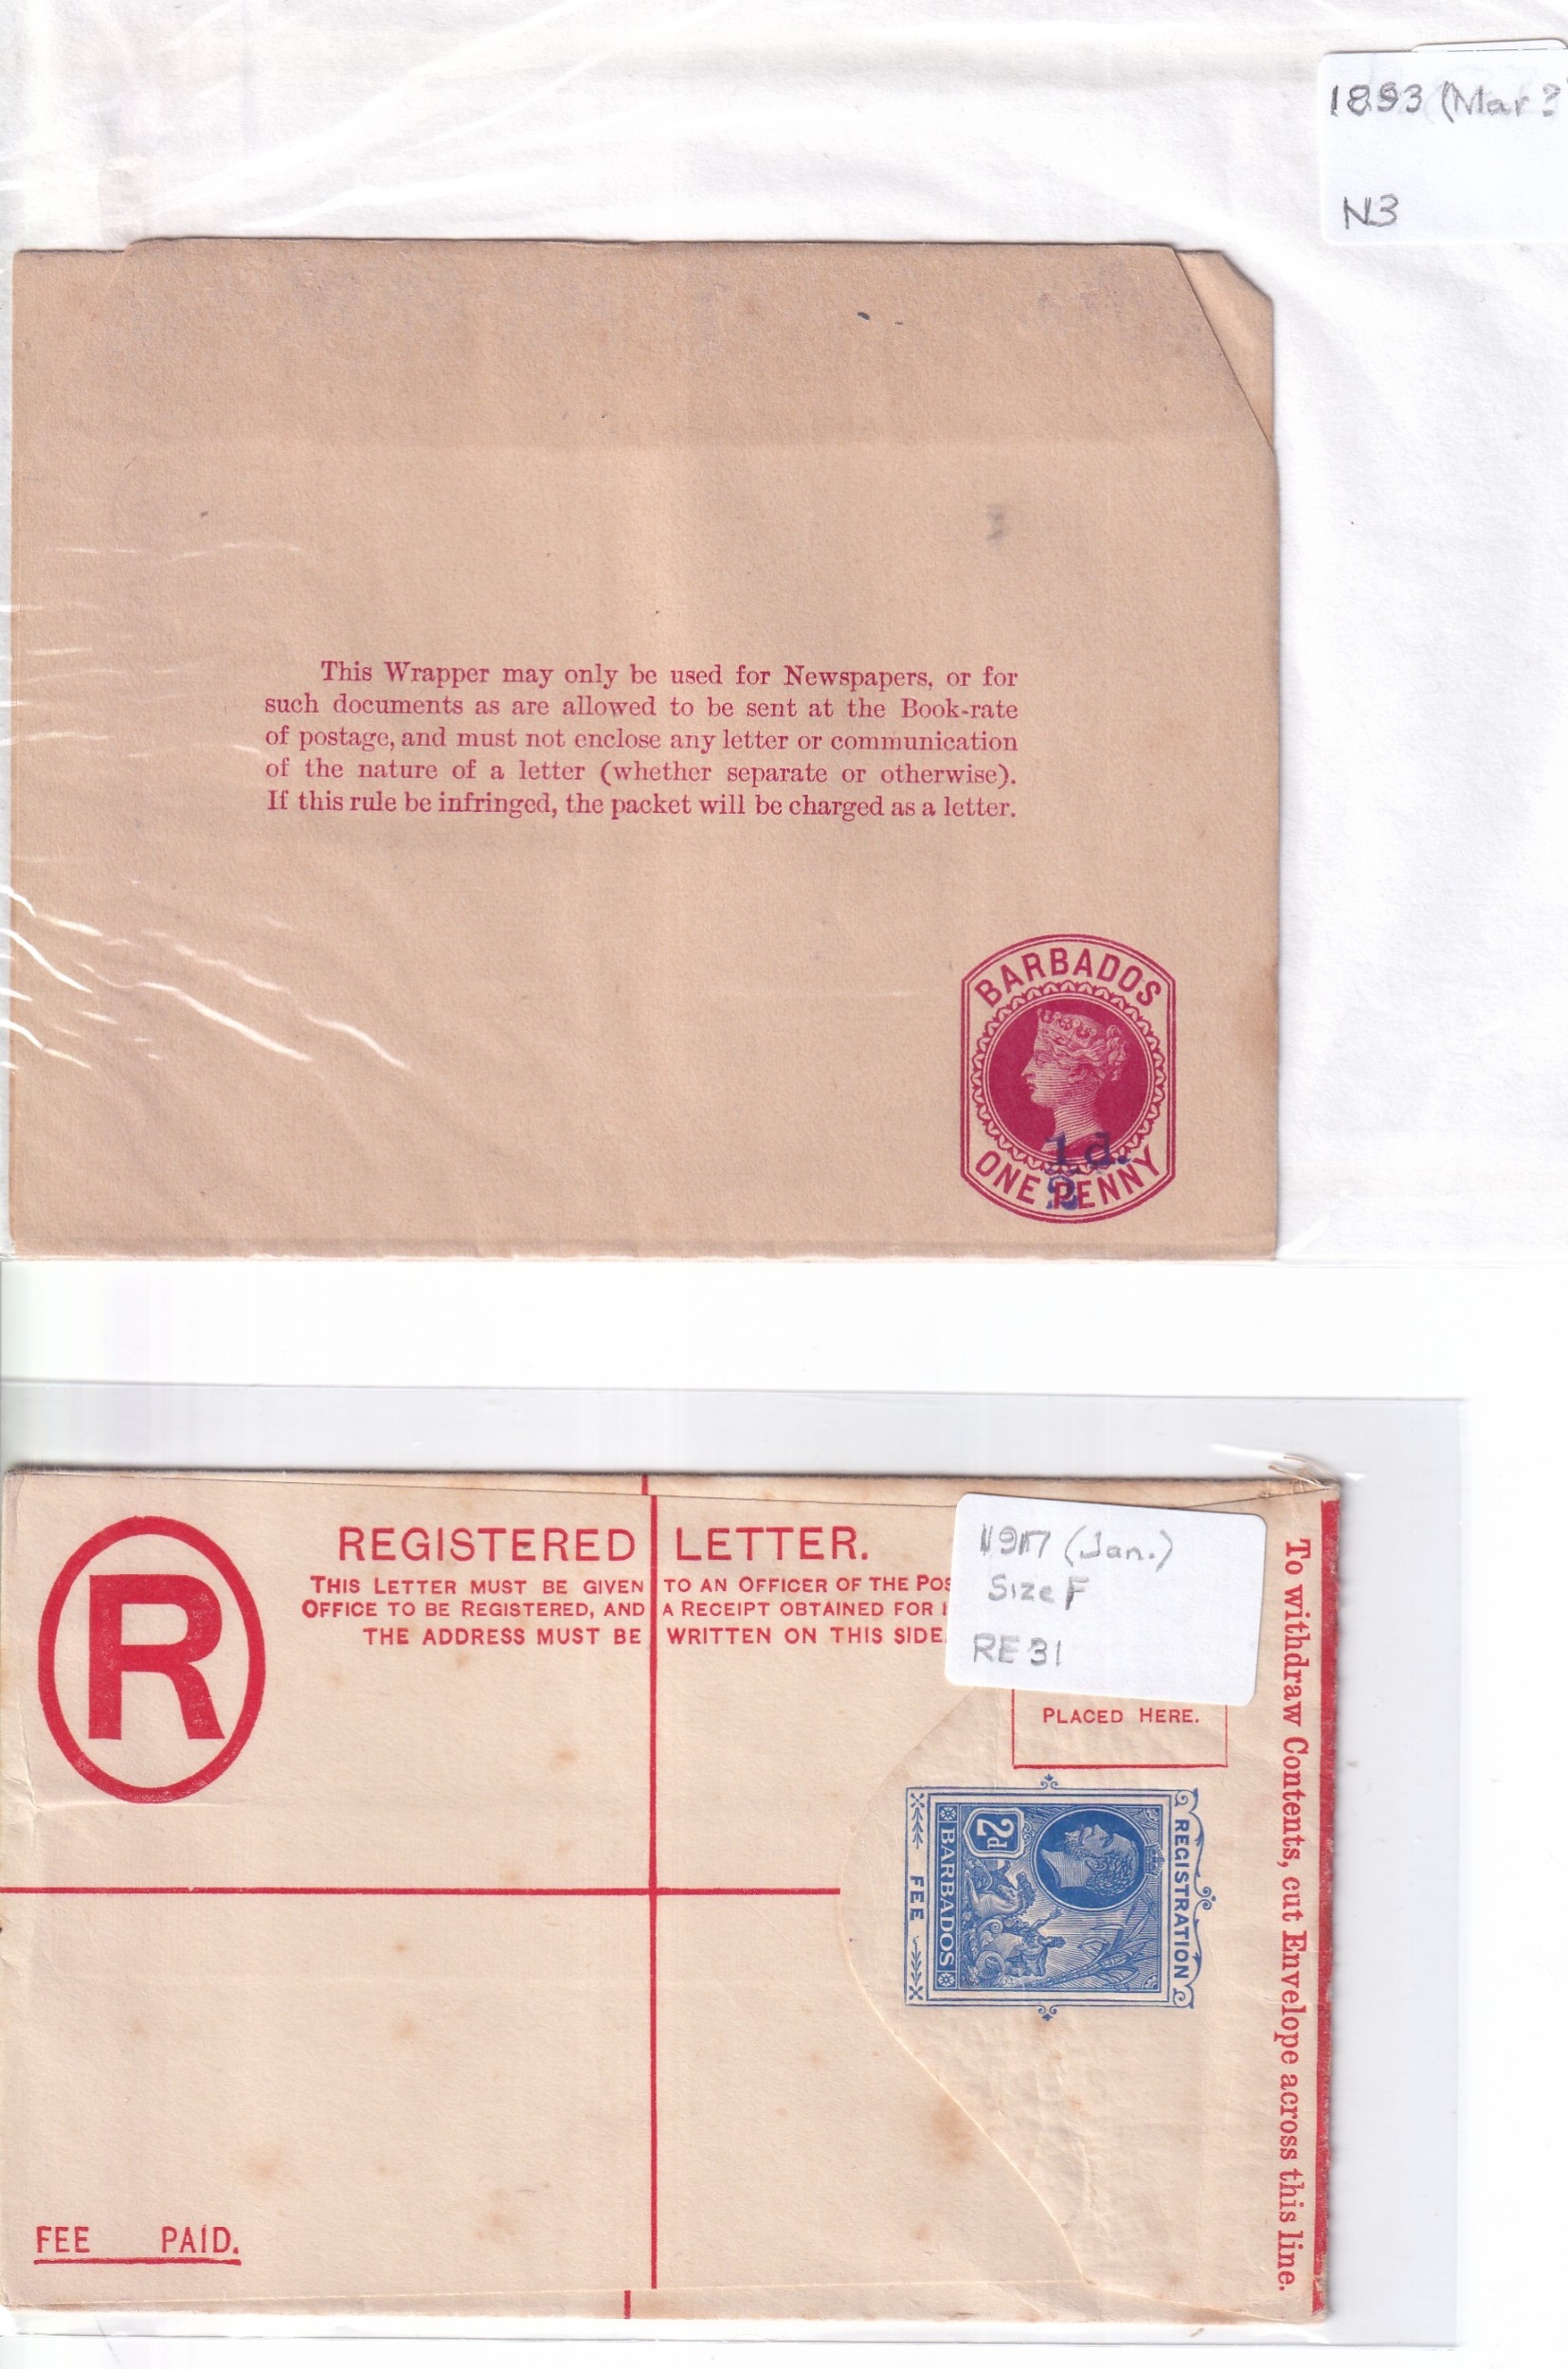 1893 (Mar ?
N3
This Wrapper may only be used for Newspapers, or for
such documents as are allowed to be sent at the Book-rate
of postage, and must not enclose any letter or communication
of the nature of a letter (whether separate or otherwise).
If this rule be infringed, the packet will be charged as a letter.
BARBADOS
1d.
2
ONE PENNY
R
REGISTERED LETTER.
THIS LETTER MUST BE GIVEN TO AN OFFICER OF THE POS
OFFICE TO BE REGISTERED, AND A RECEIPT OBTAINED FOR I
THE ADDRESS MUST BE WRITTEN ON THIS SIDE.
1917 (Jan.)
Size F
RE31
PLACED HERE.
REGISTRATION
2d
BARBADOS
FEE
To withdraw Contents, cut Envelope across this line.
FEE PAID.